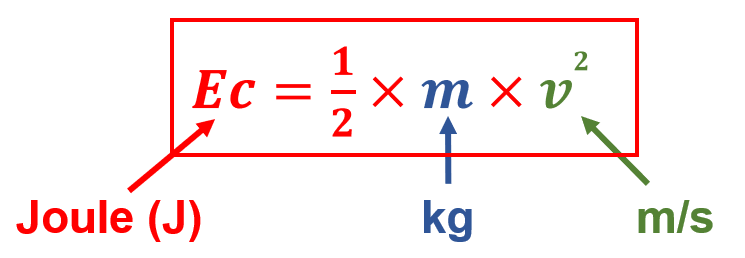 Ec = 1/2 × m × v²
Joule (J) kg m/s